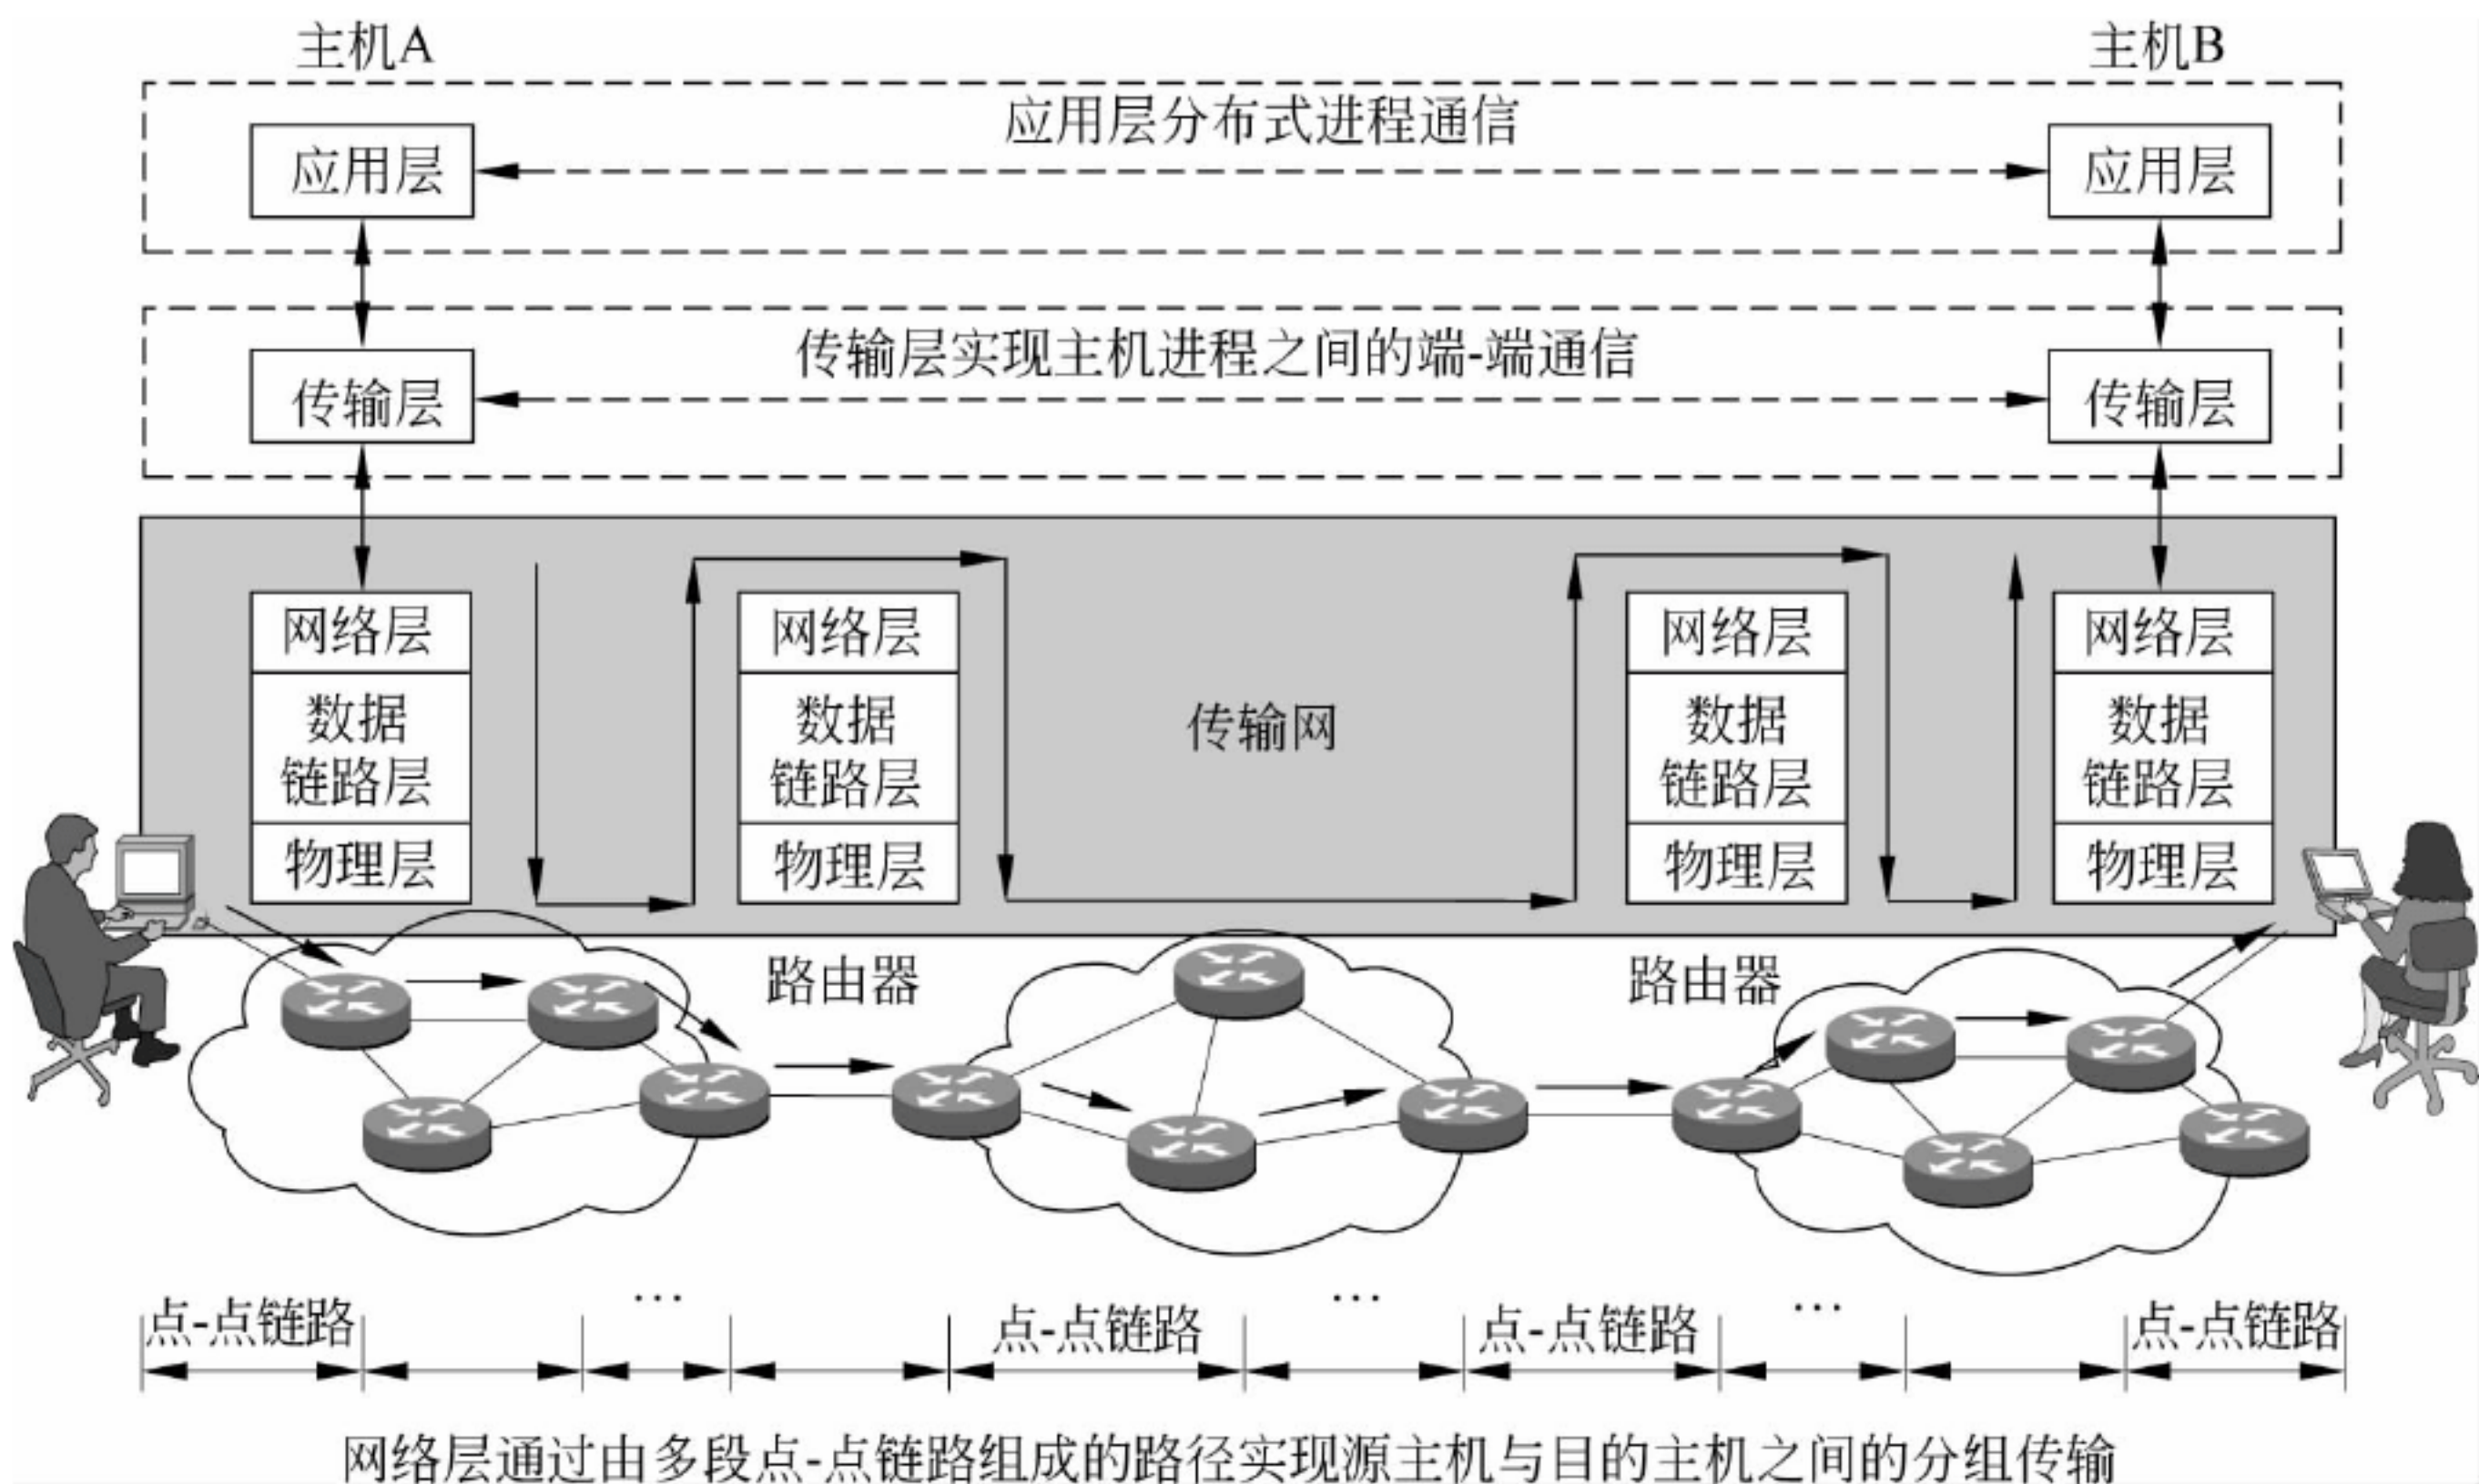 主机A
主机B
应用层分布式进程通信
应用层
应用层
传输层实现主机进程之间的端-端通信
传输层
传输层
网络层
网络层
网络层
网络层
数据
链路层
数据
链路层
传输网
数据
链路层
数据
链路层
物理层
物理层
物理层
物理层
路由器
路由器
…
…
…
点-点链路
点-点链路
点-点链路
点-点链路
网络层通过由多段点-点链路组成的路径实现源主机与目的主机之间的分组传输